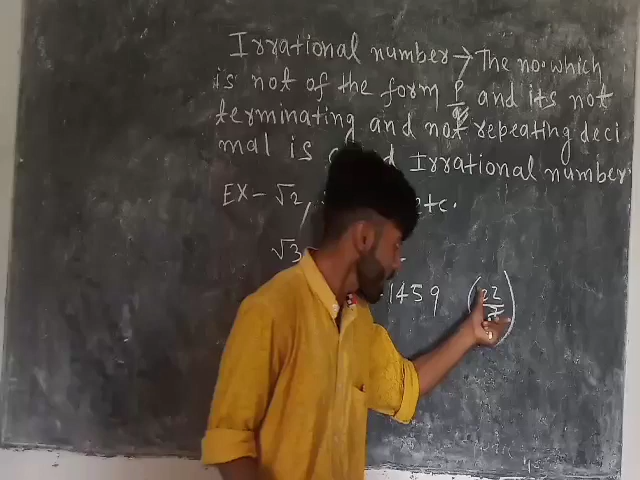 Irrational number → The no. which
is not of the form P/q and its not
terminating and not repeating deci
mal is Irrational number
EX - √2, etc.
√3
.1459 (22/7)